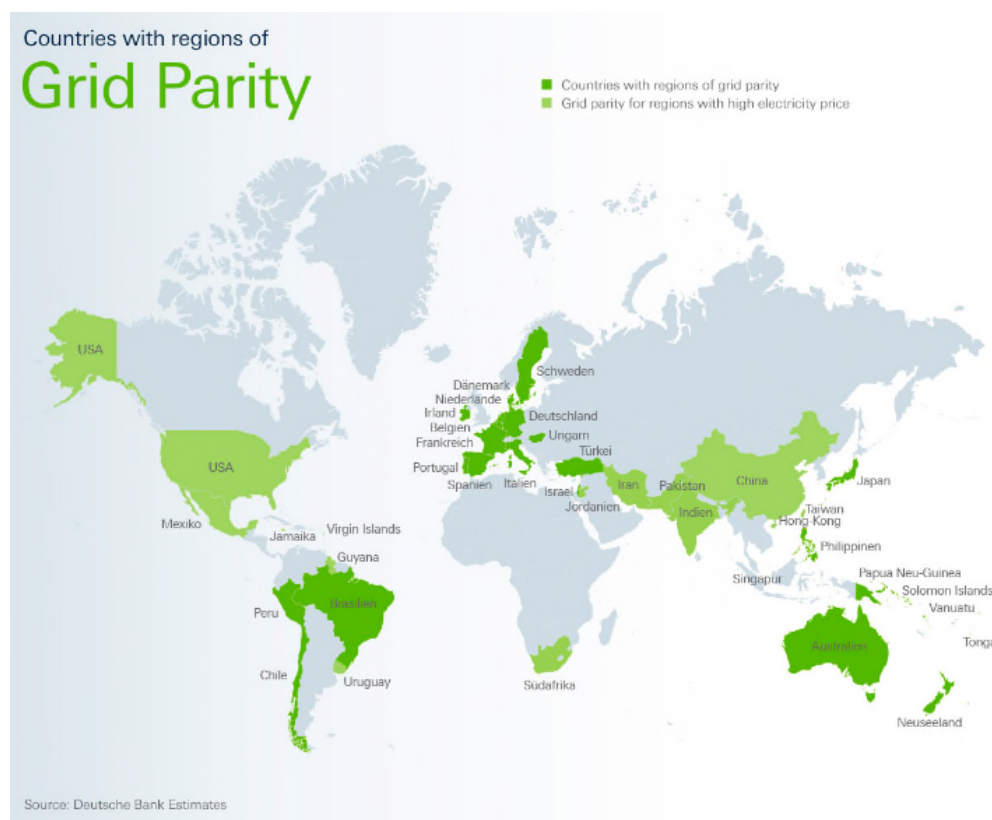 Countries with regions of
Grid Parity
Countries with regions of grid parity
Grid parity for regions with high electricity price
USA
USA
Mexiko
Jamaika
Virgin Islands
Guyana
Brasilien
Peru
Chile
Uruguay
Schweden
Dänemark
Niederlande
Irland
Belgien
Frankreich
Deutschland
Ungarn
Türkei
Portugal
Spanien
Italien
Israel
Jordanien
Iran
Pakistan
Indien
China
Japan
Taiwan
Hong-Kong
Philippinen
Singapur
Papua Neu-Guinea
Solomon Islands
Vanuatu
Tonga
Australien
Neuseeland
Südafrika
Source: Deutsche Bank Estimates